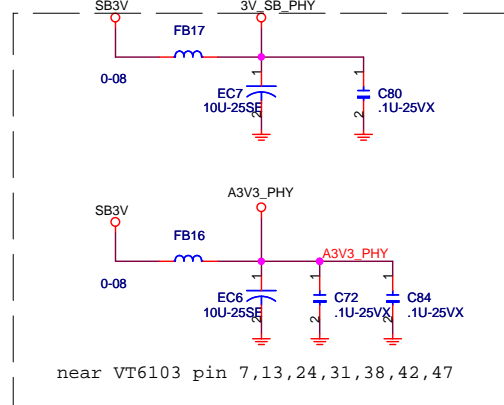 SB3V
3V_SB_PHY
FB17
0-08
1
EC7
10U-25SE
2
1
C80
.1U-25VX
2
SB3V
A3V3_PHY
FB16
A3V3_PHY
0-08
1
EC6
10U-25SE
2
1
C72
.1U-25VX
2
1
C84
.1U-25VX
2
near VT6103 pin 7,13,24,31,38,42,47